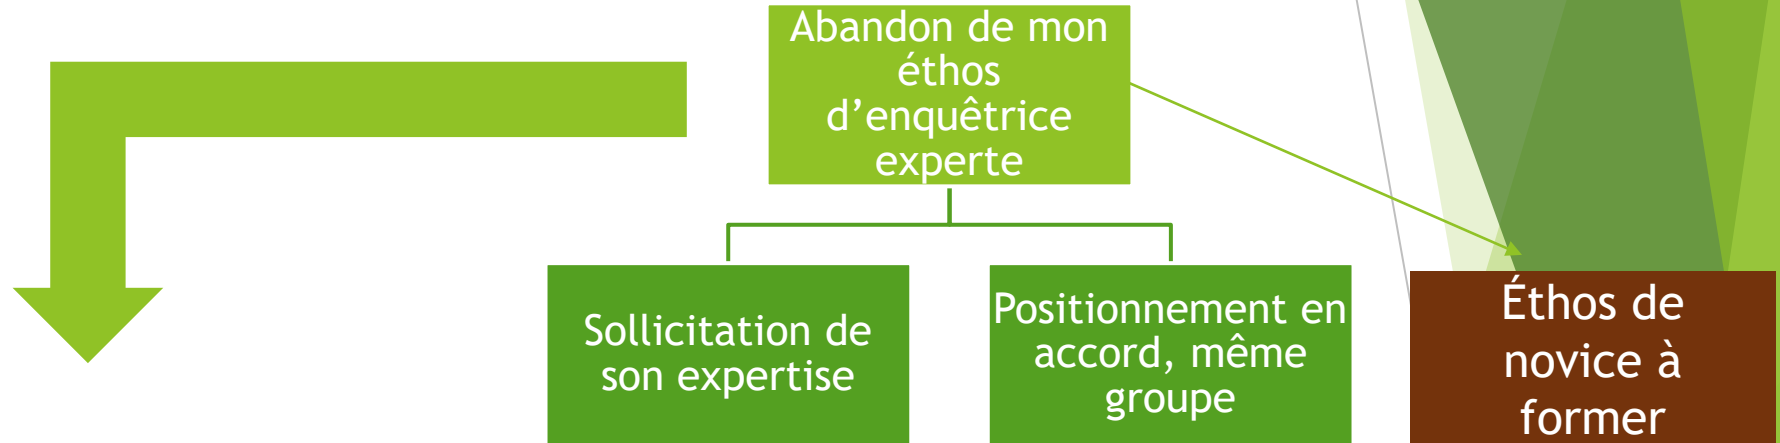 Abandon de mon
éthos
d’enquêtrice
experte
Sollicitation de
son expertise
Positionnement en
accord, même
groupe
Éthos de
novice à
former